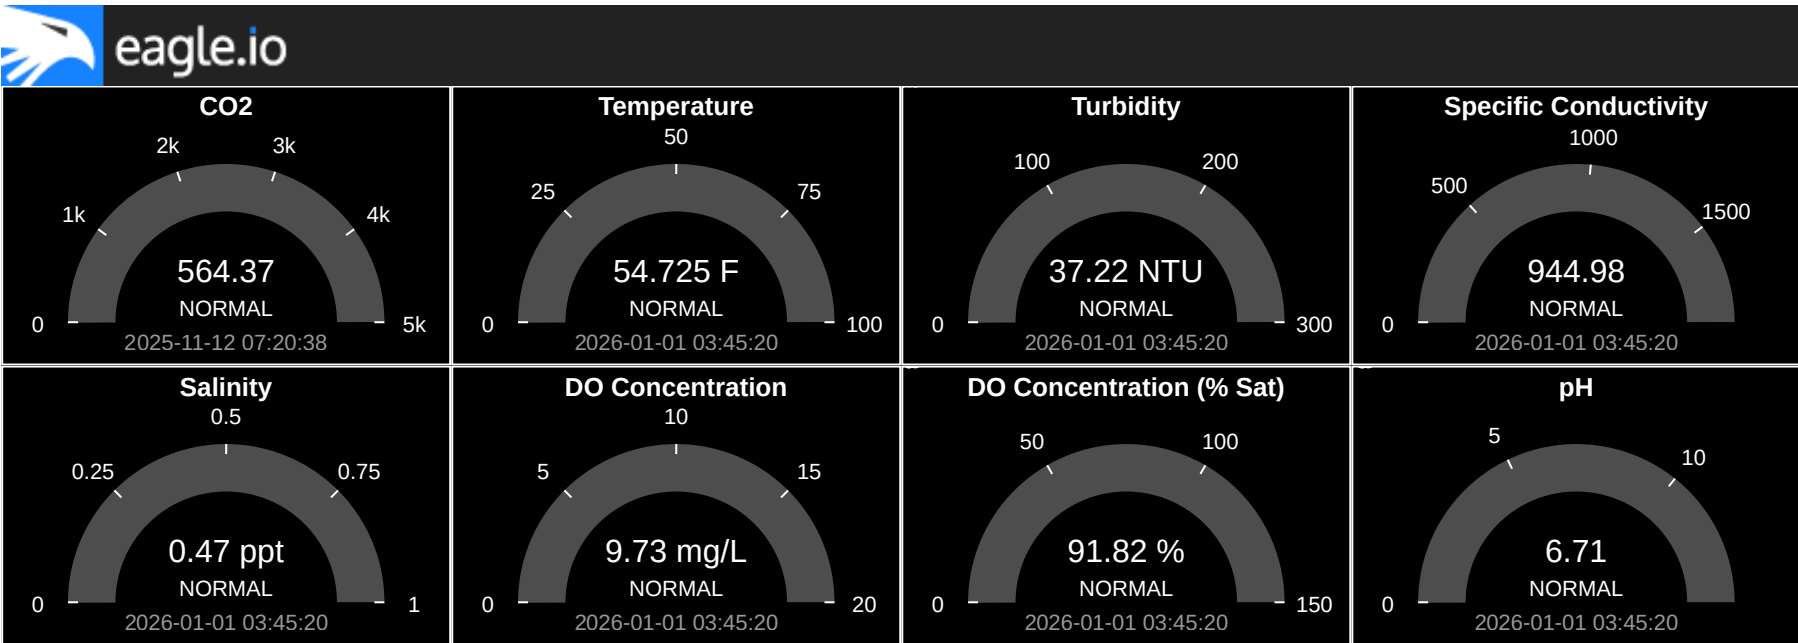 eagle.io
CO2
2k
3k
1k
4k
564.37
NORMAL
0
5k
2025-11-12 07:20:38
Temperature
50
25
75
54.725 F
NORMAL
0
100
2026-01-01 03:45:20
Turbidity
100
200
37.22 NTU
NORMAL
0
300
2026-01-01 03:45:20
Specific Conductivity
1000
500
1500
944.98
NORMAL
0
2026-01-01 03:45:20
Salinity
0.5
0.25
0.75
0.47 ppt
NORMAL
0
1
2026-01-01 03:45:20
DO Concentration
10
5
15
9.73 mg/L
NORMAL
0
20
2026-01-01 03:45:20
DO Concentration (% Sat)
50
100
91.82 %
NORMAL
0
150
2026-01-01 03:45:20
pH
5
10
6.71
NORMAL
0
2026-01-01 03:45:20